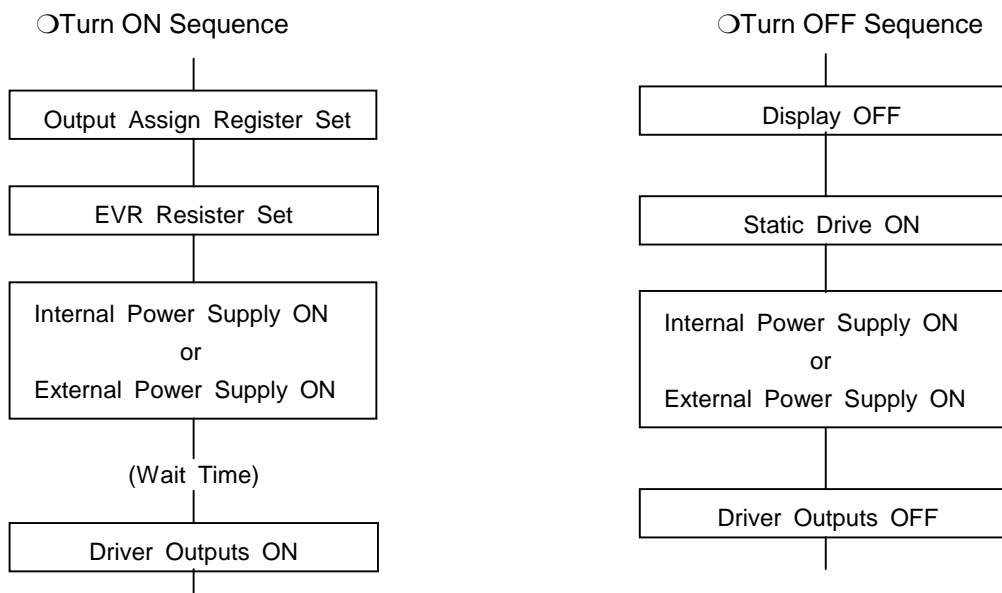 ❍Turn ON Sequence
Output Assign Register Set
EVR Resister Set
Internal Power Supply ON
or
External Power Supply ON
(Wait Time)
Driver Outputs ON
❍Turn OFF Sequence
Display OFF
Static Drive ON
Internal Power Supply ON
or
External Power Supply ON
Driver Outputs OFF